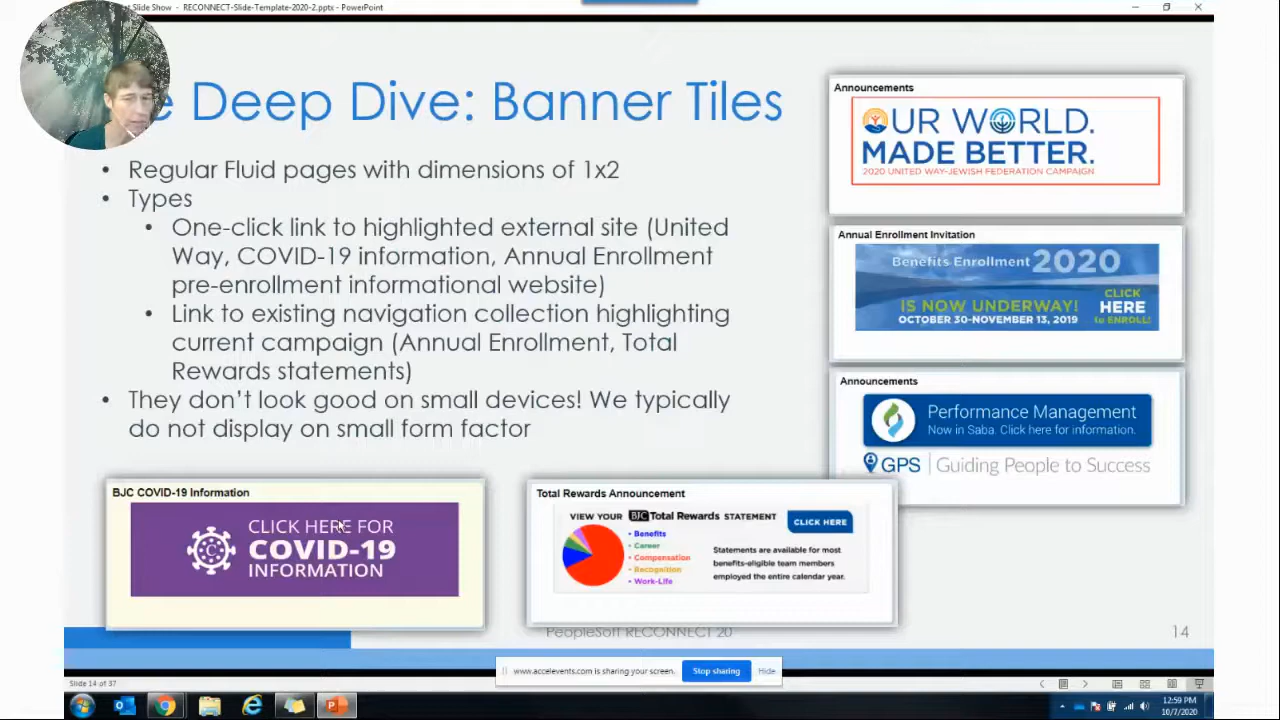 Slide Show - RECONNECT-Slide-Template-2020-2.pptx - PowerPoint
Deep Dive: Banner Tiles
• Regular Fluid pages with dimensions of 1x2
• Types
• One-click link to highlighted external site (United
Way, COVID-19 information, Annual Enrollment
pre-enrollment informational website)
• Link to existing navigation collection highlighting
current campaign (Annual Enrollment, Total
Rewards statements)
• They don't look good on small devices! We typically
do not display on small form factor
Announcements
OUR WORLD.
MADE BETTER.
2020 UNITED WAY-JEWISH FEDERATION CAMPAIGN
Annual Enrollment Invitation
Benefits Enrollment 2020
IS NOW UNDERWAY!
OCTOBER 30-NOVEMBER 13, 2019
CLICK
HERE
to ENROLL!
Announcements
Performance Management
Now in Saba. Click here for information.
GPS | Guiding People to Success
BJC COVID-19 Information
CLICK HERE FOR
COVID-19
INFORMATION
Total Rewards Announcement
VIEW YOUR BJC Total Rewards STATEMENT
CLICK HERE
• Benefits
• Career
• Compensation
• Recognition
• Work-Life
Statements are available for most
benefits-eligible team members
employed the entire calendar year.
PeopleSoft RECONNECT 20
14
www.accelevents.com is sharing your screen.
Stop sharing
Hide
Slide 14 of 37
12:59 PM
10/7/2020